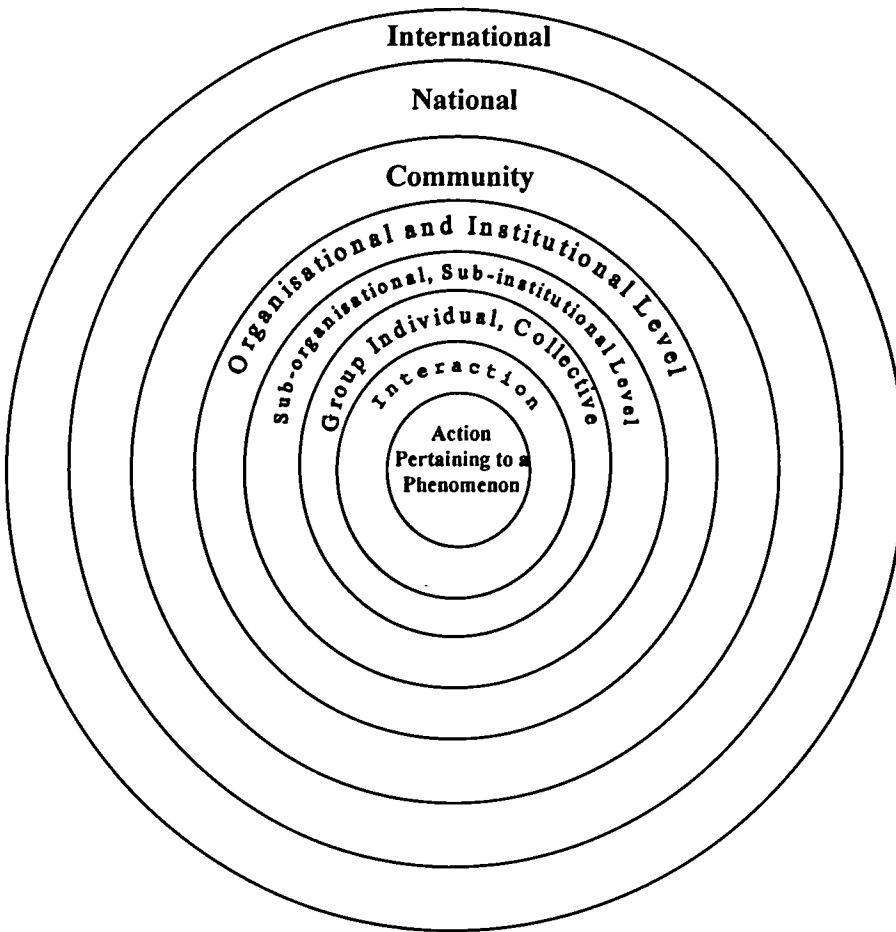 International
National
Community
Organisational and Institutional Level
Sub-organisational, Sub-institutional Level
Group Individual, Collective
Interaction
Action
Pertaining to a
Phenomenon